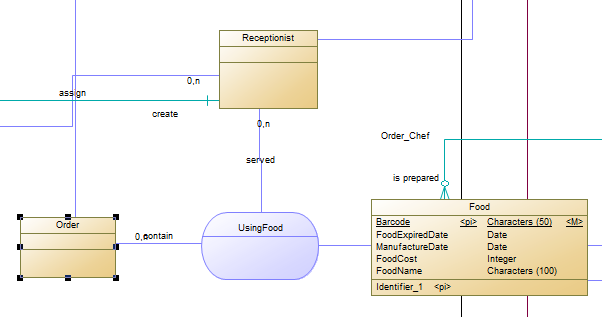 Receptionist
0,n
assign
create
0,n
Order_Chef
served
is prepared
Food
Barcode <pi> Characters (50) <M>
FoodExpiredDate Date
ManufactureDate Date
FoodCost Integer
FoodName Characters (100)
Identifier_1 <pi>
Order
UsingFood
0,n
contain